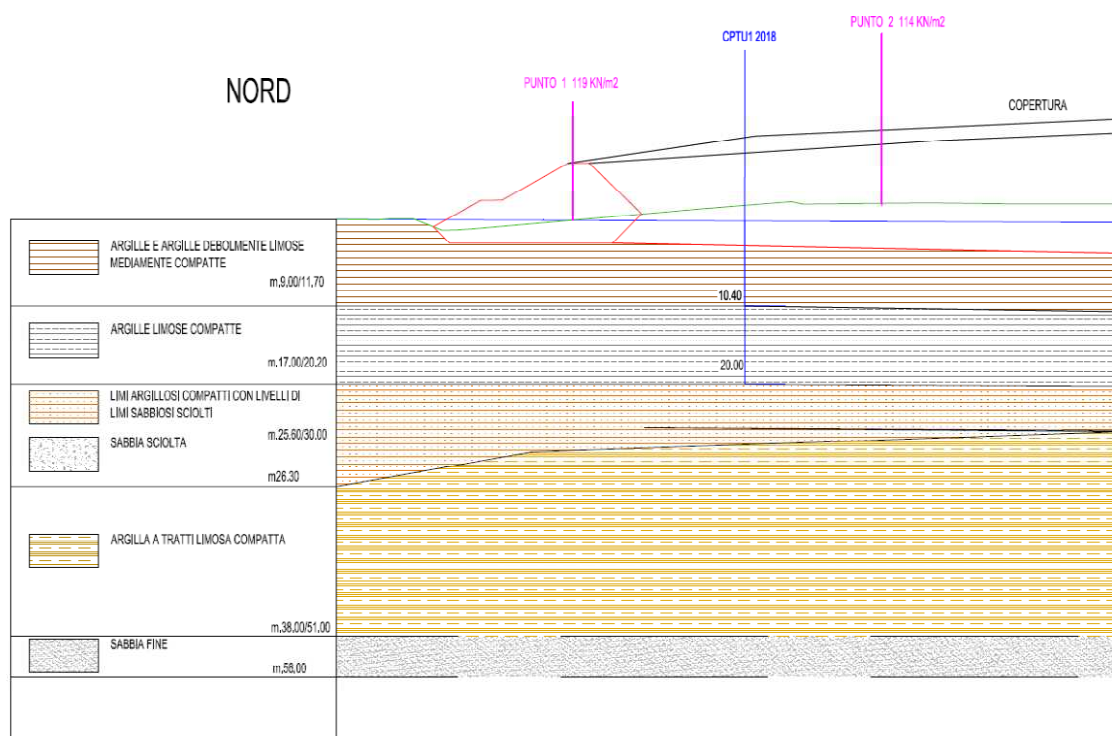 PUNTO 2 114 KN/m2
CPTU1 2018
NORD
PUNTO 1 119 KN/m2
COPERTURA
ARGILLE E ARGILLE DEBOLMENTE LIMOSE
MEDIAMENTE COMPATTE
m,9,00/11,70
10.40
ARGILLE LIMOSE COMPATTE
m.17.00/20.20
20.00
LIMI ARGILLOSI COMPATTI CON LIVELLI DI
LIMI SABBIOSI SCIOLTI
m.25.60/30.00
SABBIA SCIOLTA
m26.30
ARGILLA A TRATTI LIMOSA COMPATTA
m,38,00/51,00
SABBIA FINE
m,56,00